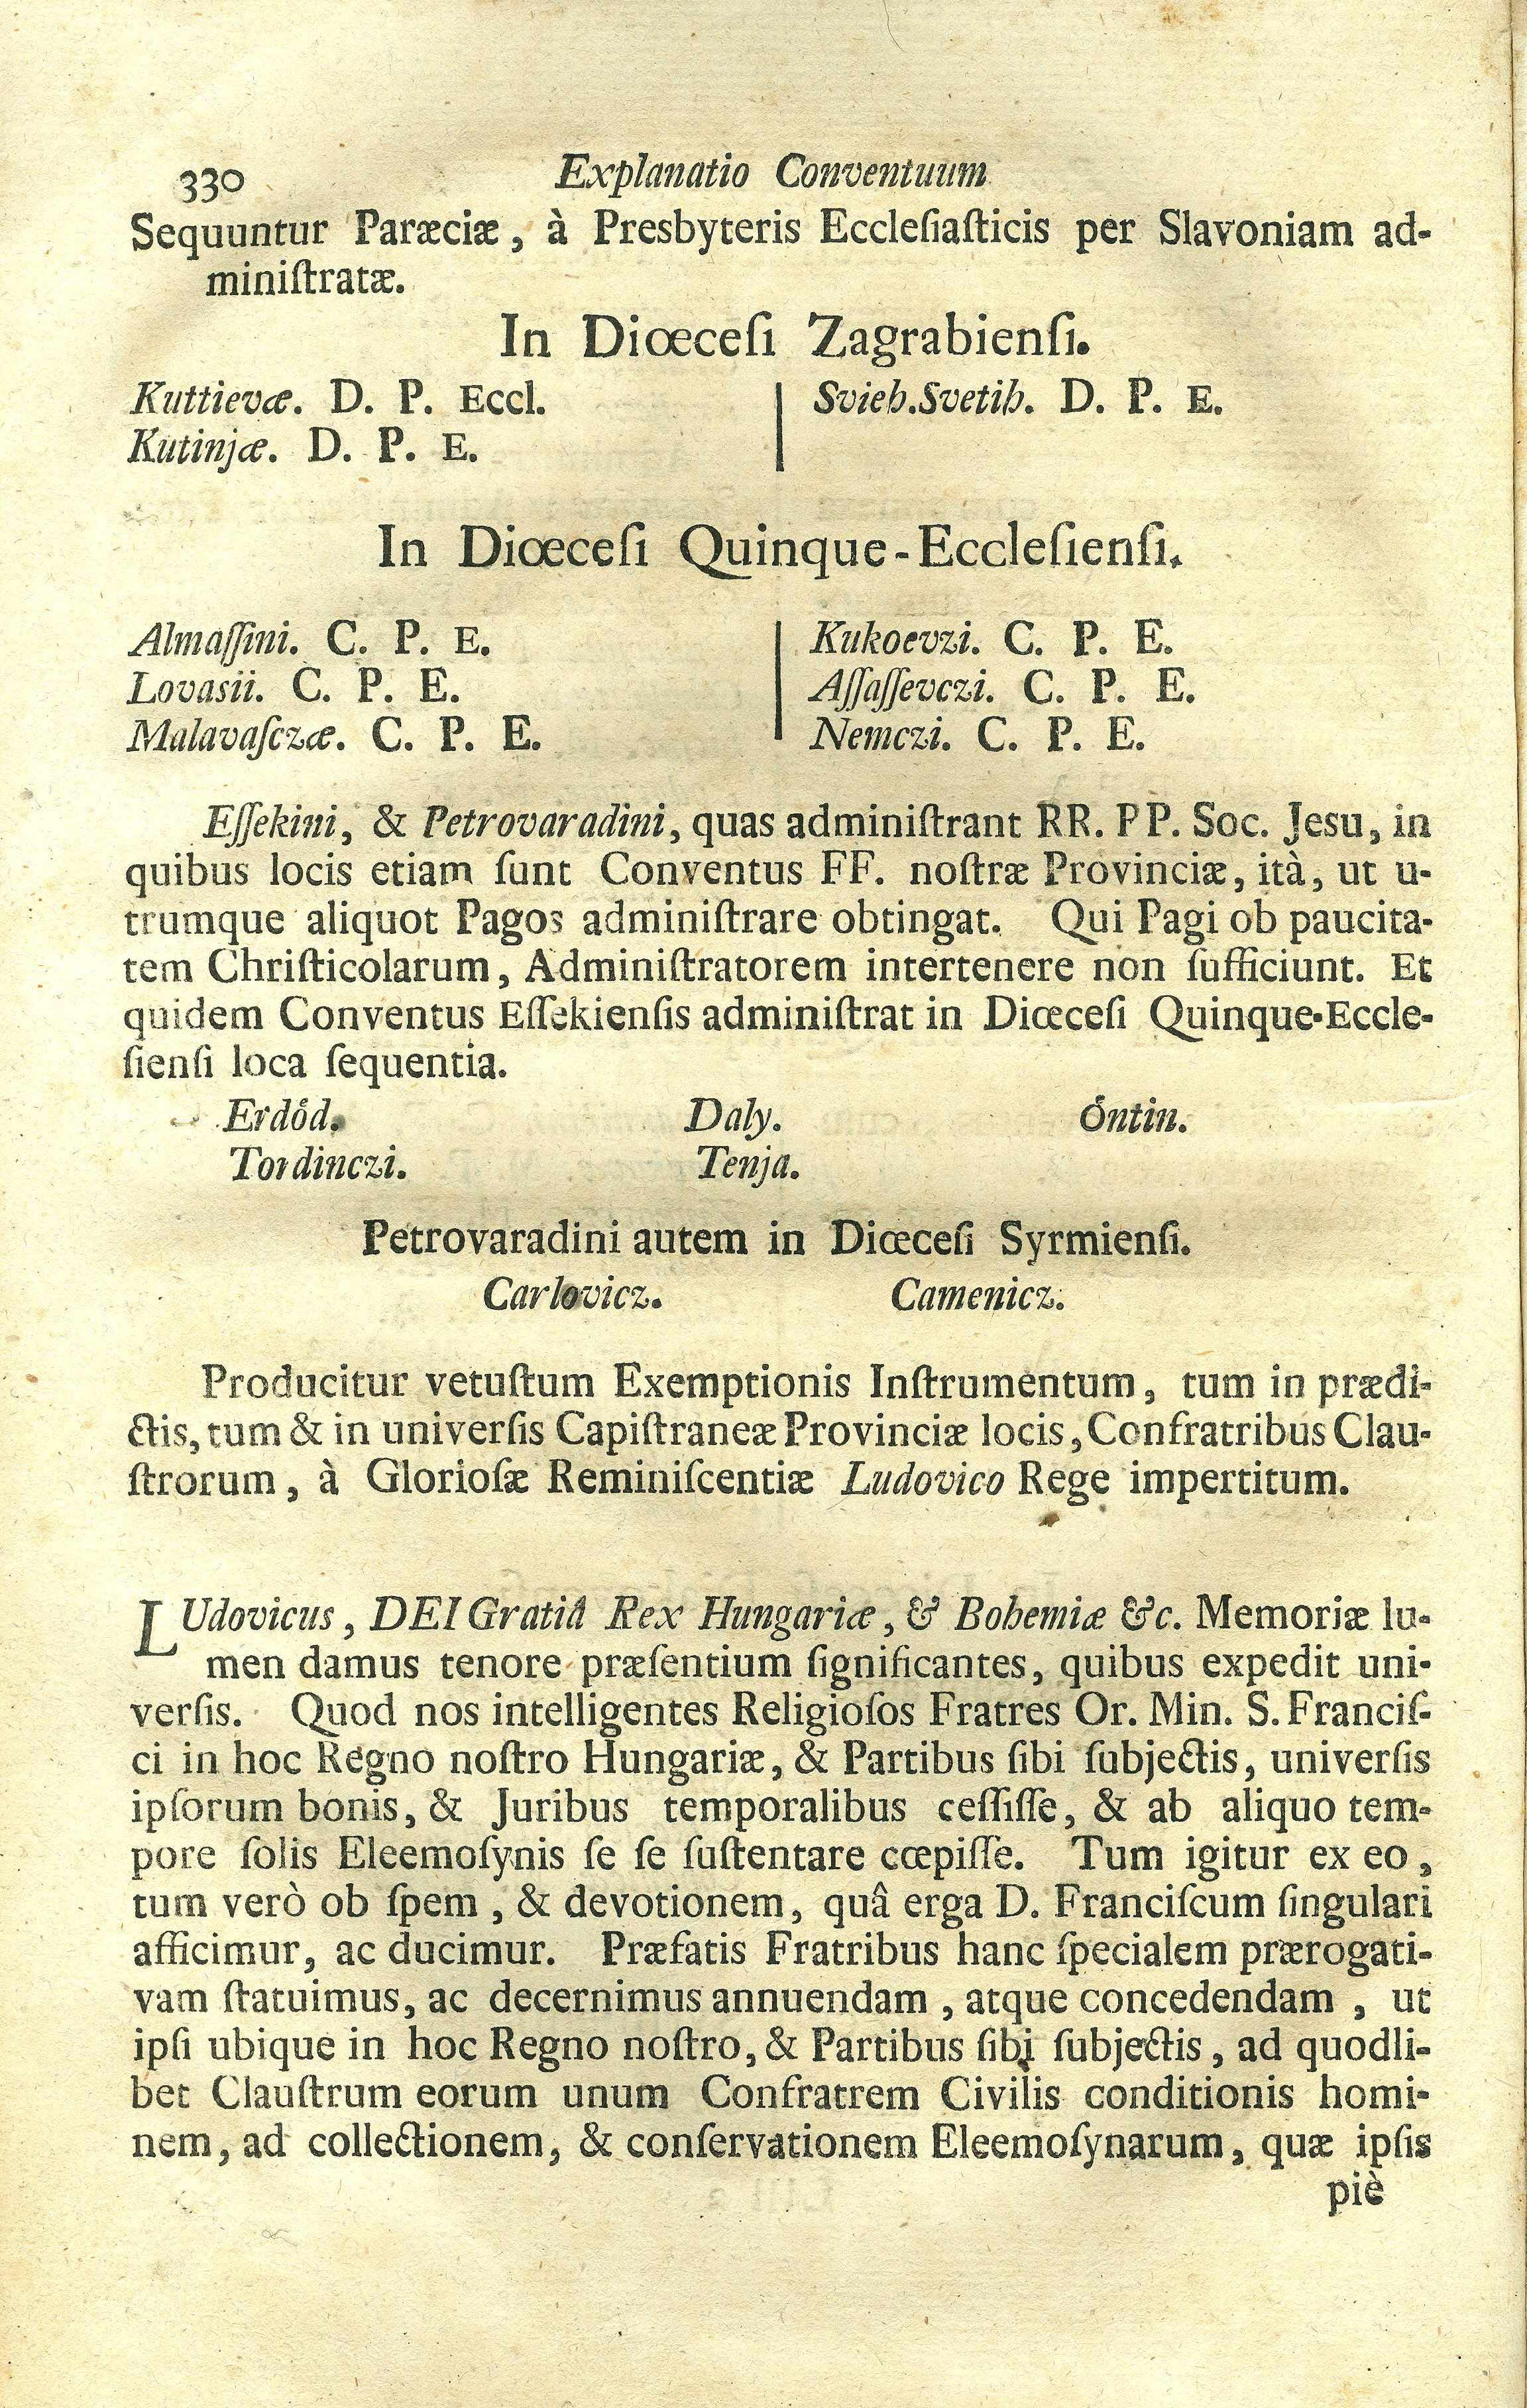 330 Explanatio Conventuum
Sequuntur Paræciæ, à Presbyteris Ecclesiaſticis per Slavoniam ad-
miniſtratæ.
In Diœceſi Zagrabienſi.
Kuttievæ. D. P. Eccl.
Kutinjæ. D. P. E.
Svieh.Svetih. D. P. E.
In Diœceſi Quinque-Eccleſienſi.
Almaſſini. C. P. E.
Lovasii. C. P. E.
Malavaſczæ. C. P. E.
Kukoevzi. C. P. E.
Aſſaſſevczi. C. P. E.
Nemczi. C. P. E.
Eſſekini, & Petrovaradini, quas adminiſtrant RR. PP. Soc. Jesu, in
quibus locis etiam ſunt Conventus FF. noſtræ Provinciæ, ità, ut u-
trumque aliquot Pagos adminiſtrare obtingat. Qui Pagi ob paucita-
tem Chriſticolarum, Adminiſtratorem intertenere non ſufficiunt. Et
quidem Conventus Eſſekienſis adminiſtrat in Diœceſi Quinque-Eccle-
ſienſi loca ſequentia.
Erdőd. Daly. Öntin.
Tordinczi. Tenja.
Petrovaradini autem in Diœceſi Syrmienſi.
Carlovicz. Camenicz.
Producitur vetuſtum Exemptionis Inſtrumentum, tum in prædi-
ctis, tum & in universis Capiſtraneæ Provinciæ locis, Confratribus Clau-
ſtrorum, à Glorioſæ Reminiſcentiæ Ludovico Rege impertitum.
LUdovicus, DEI Gratiâ Rex Hungariæ, & Bohemiæ &c. Memoriæ lu-
men damus tenore præſentium ſignificantes, quibus expedit uni-
verſis. Quod nos intelligentes Religioſos Fratres Or. Min. S. Franciſ-
ci in hoc Regno noſtro Hungariæ, & Partibus ſibi ſubjectis, univerſis
ipſorum bonis, & Juribus temporalibus ceſſiſſe, & ab aliquo tem-
pore ſolis Eleemoſynis ſe ſe ſuſtentare cœpiſſe. Tum igitur ex eo,
tum verò ob ſpem, & devotionem, quâ erga D. Franciſcum ſingulari
afficimur, ac ducimur. Præfatis Fratribus hanc ſpecialem prærogati-
vam ſtatuimus, ac decernimus annuendam, atque concedendam, ut
ipſi ubique in hoc Regno noſtro, & Partibus ſibi ſubjectis, ad quodli-
bet Clauſtrum eorum unum Confratrem Civilis conditionis homi-
nem, ad collectionem, & conſervationem Eleemoſynarum, quæ ipſis
piè